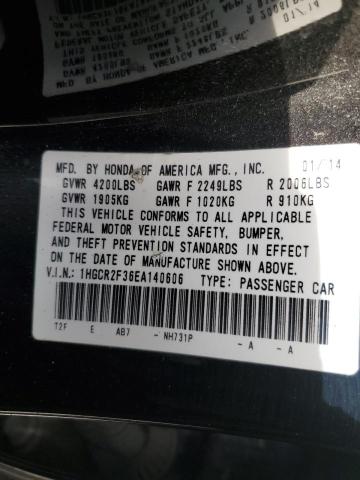 MFD. BY HONDA OF AMERICA MFG., INC. 01/14
GVWR 4200LBS GAWR F 2249LBS R 2006LBS
GVWR 1905KG GAWR F 1020KG R 910KG
THIS VEHICLE CONFORMS TO ALL APPLICABLE
FEDERAL MOTOR VEHICLE SAFETY, BUMPER,
AND THEFT PREVENTION STANDARDS IN EFFECT
ON THE DATE OF MANUFACTURE SHOWN ABOVE.
V.I.N.: 1HGCR2F36EA140606 TYPE: PASSENGER CAR
T2F E AB7 - NH731P - A - A